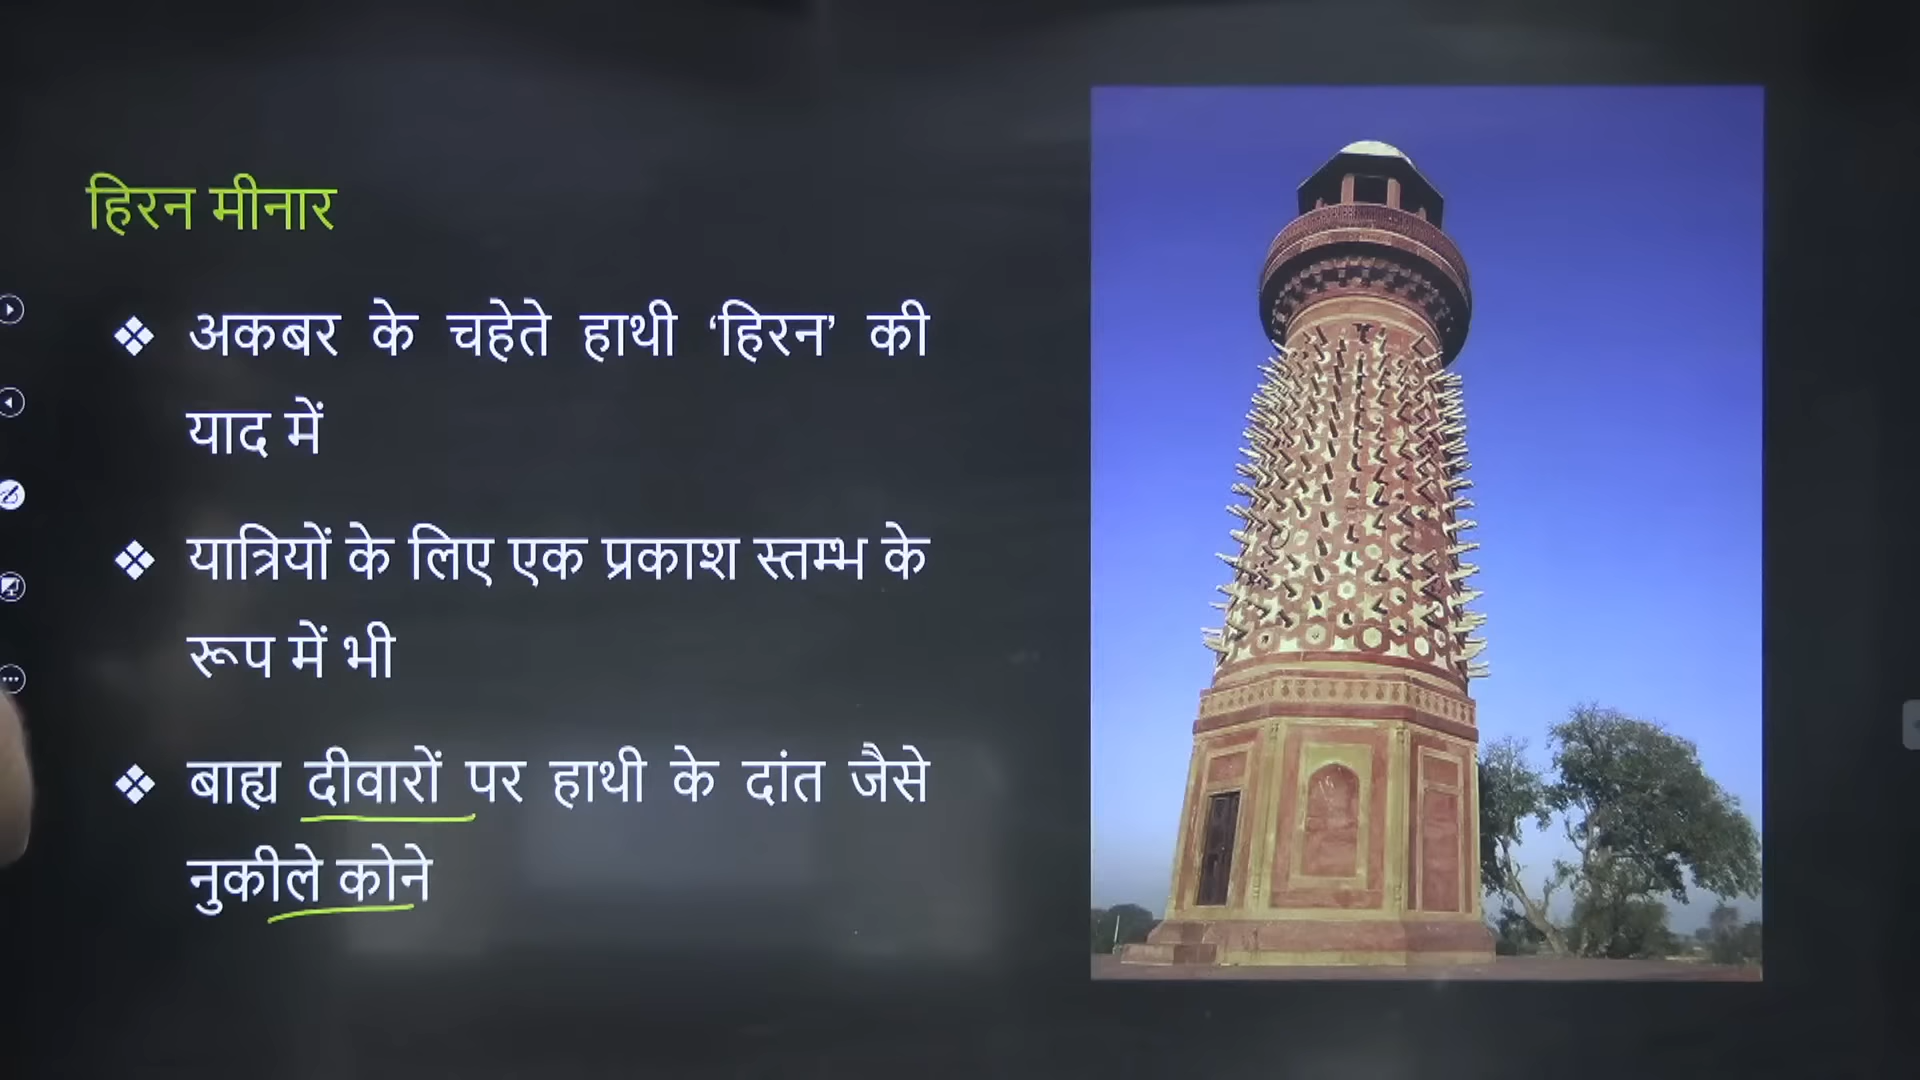 हिरन मीनार
❖ अकबर के चहेते हाथी ‘हिरन’ की
याद में
❖ यात्रियों के लिए एक प्रकाश स्तम्भ के
रूप में भी
❖ बाह्य दीवारों पर हाथी के दांत जैसे
नुकीले कोने